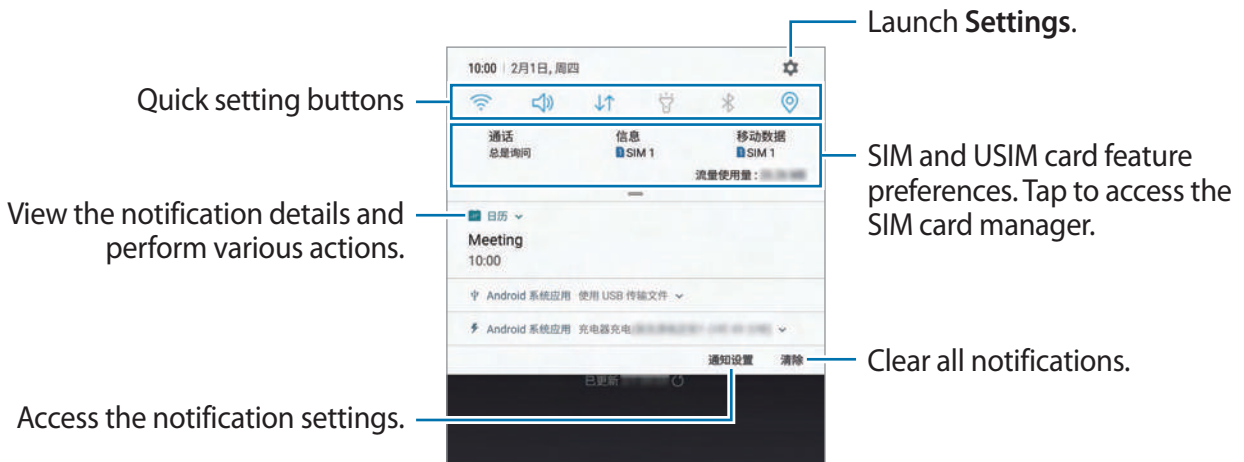 Launch Settings.
10:00 2月1日, 周四
Quick setting buttons
通话 信息 移动数据
总是询问 SIM 1 SIM 1
流量使用量 :
SIM and USIM card feature
preferences. Tap to access the
SIM card manager.
View the notification details and
perform various actions.
日历
Meeting
10:00
Android 系统应用 使用 USB 传输文件
Android 系统应用 充电器充电
通知设置 清除
Clear all notifications.
已更新
Access the notification settings.